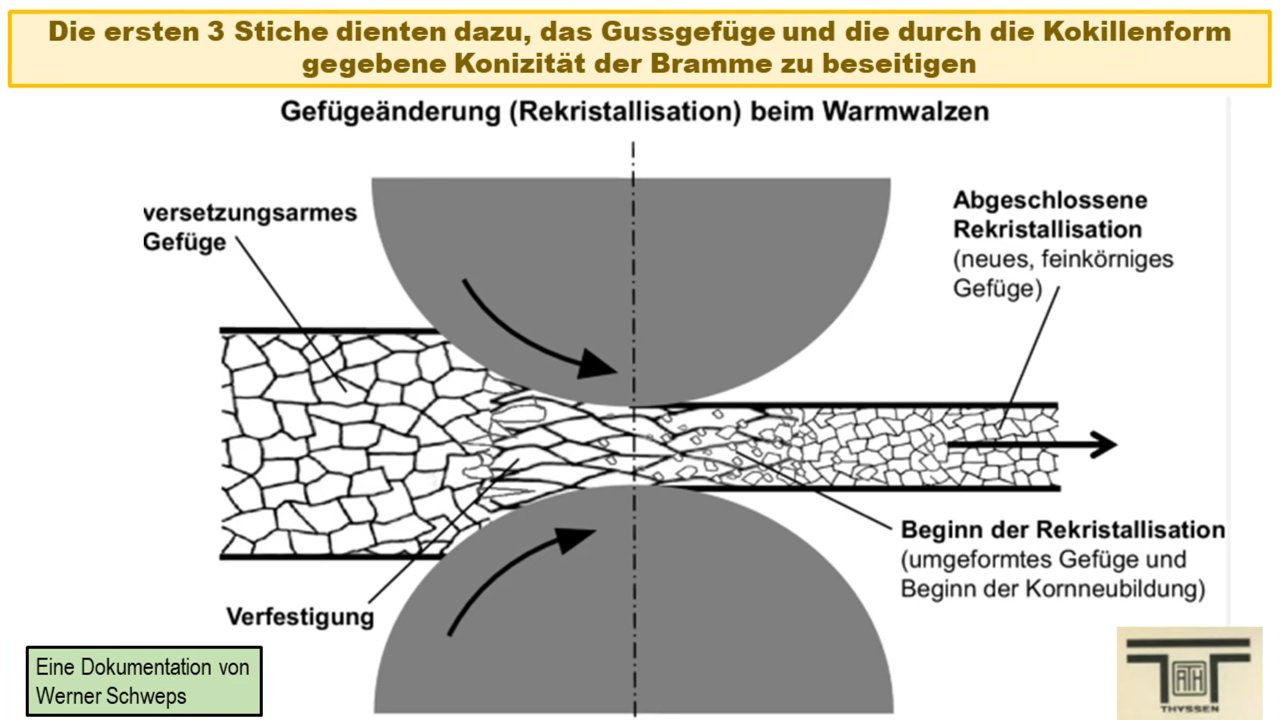 Die ersten 3 Stiche dienten dazu, das Gussgefüge und die durch die Kokillenform
gegebene Konizität der Bramme zu beseitigen
Gefügeänderung (Rekristallisation) beim Warmwalzen
versetzungsarmes
Gefüge
Abgeschlossene
Rekristallisation
(neues, feinkörniges
Gefüge)
Beginn der Rekristallisation
(umgeformtes Gefüge und
Beginn der Kornneubildung)
Verfestigung
Eine Dokumentation von
Werner Schweps
ATH
THYSSEN